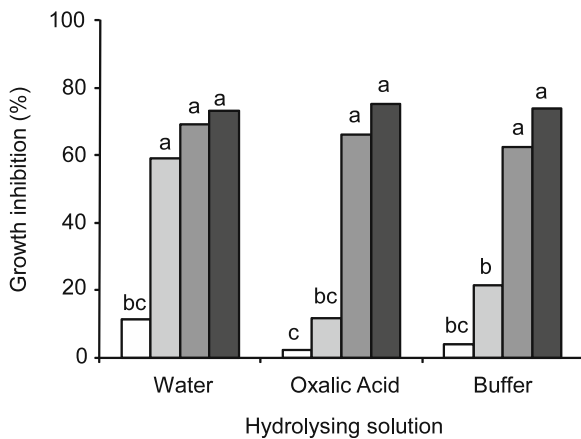 Growth inhibition (%)
100
80
60
40
20
0
bc
a
a
a
c
bc
a
a
bc
b
a
a
Water
Oxalic Acid
Buffer
Hydrolysing solution